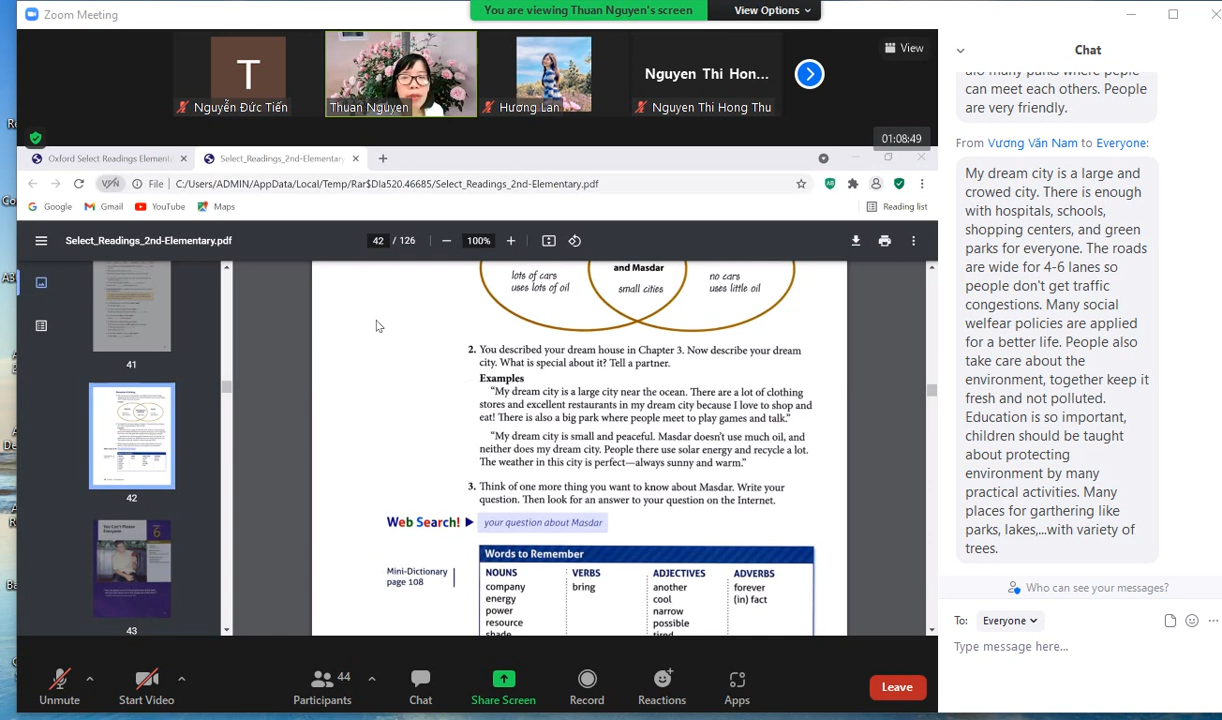 Zoom Meeting
You are viewing Thuan Nguyen's screen
View Options
T
Nguyễn Đức Tiến
Thuan Nguyen
Hương Lan
Nguyen Thi Hon...
Nguyen Thi Hong Thu
View
01:08:49
Oxford Select Readings Element
Select_Readings_2nd-Elementary
VPN
File
C:/Users/ADMIN/AppData/Local/Temp/Rar$DIa520.46685/Select_Readings_2nd-Elementary.pdf
Google
Gmail
YouTube
Maps
Reading list
Select_Readings_2nd-Elementary.pdf
42 / 126
100%
41
42
You Can't Please
Everyone
6
43
lots of cars
uses lots of oil
and Masdar
small cities
no cars
uses little oil
2. You described your dream house in Chapter 3. Now describe your dream
city. What is special about it? Tell a partner.
Examples
"My dream city is a large city near the ocean. There are a lot of clothing
stores and excellent restaurants in my dream city because I love to shop and
eat! There is also a big park where people meet to play games and talk."
"My dream city is small and peaceful. Masdar doesn't use much oil, and
neither does my dream city. People there use solar energy and recycle a lot.
The weather in this city is perfect—always sunny and warm."
3. Think of one more thing you want to know about Masdar. Write your
question. Then look for an answer to your question on the Internet.
Web Search!
your question about Masdar
Words to Remember
Mini-Dictionary
page 108
NOUNS
company
energy
power
resource
shade
VERBS
bring
ADJECTIVES
another
cool
narrow
possible
tired
ADVERBS
forever
(in) fact
Unmute
Start Video
Participants
44
Chat
Share Screen
Record
Reactions
Apps
Leave
Chat
alo many parks where peple
can meet each others. People
are very friendly.
From Vương Văn Nam to Everyone:
My dream city is a large and
crowed city. There is enough
with hospitals, schools,
shopping centers, and green
parks for everyone. The roads
are wide for 4-6 lanes so
people don't get traffic
congestions. Many social
welfear policies are applied
for a better life. People also
take care about the
environment, together keep it
fresh and not polluted.
Education is so important,
children should be taught
about protecting
environment by many
practical activities. Many
places for garthering like
parks, lakes,...with variety of
trees.
Who can see your messages?
To:
Everyone
Type message here...